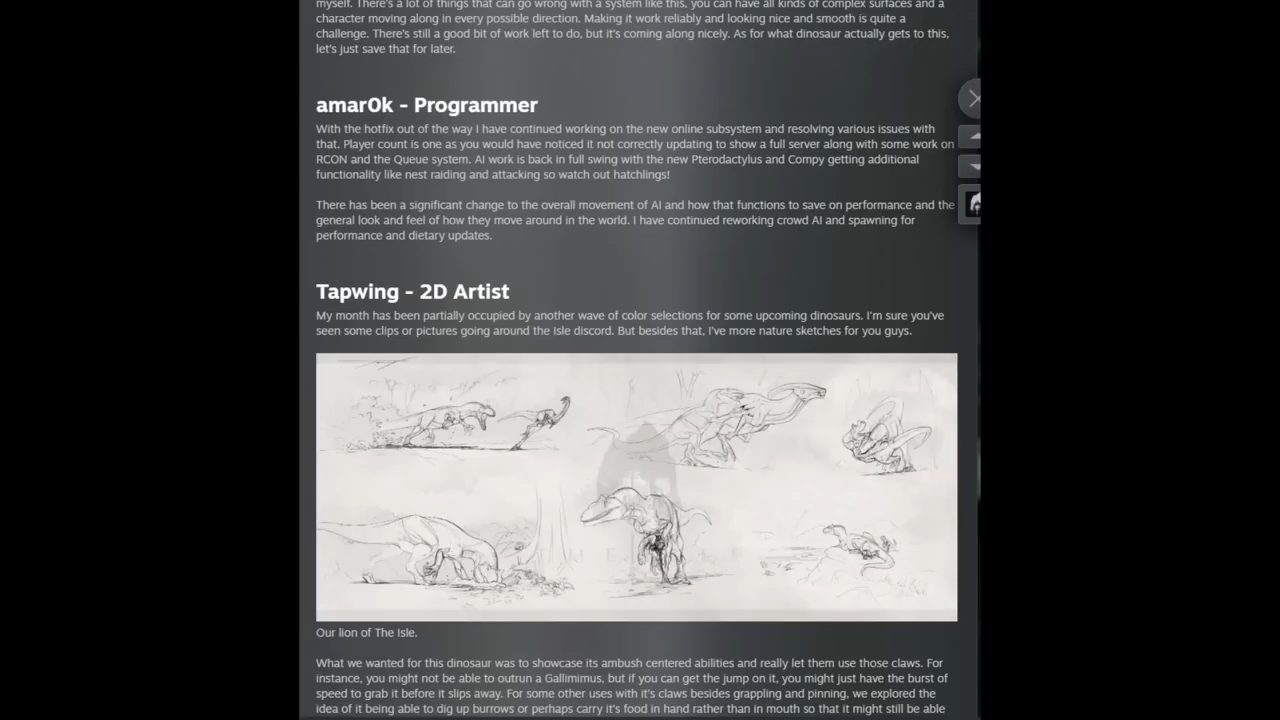 myself. There's a lot of things that can go wrong with a system like this, you can have all kinds of complex surfaces and a
character moving along in every possible direction. Making it work reliably and looking nice and smooth is quite a
challenge. There's still a good bit of work left to do, but it's coming along nicely. As for what dinosaur actually gets to this,
let's just save that for later.
amar0k - Programmer
With the hotfix out of the way I have continued working on the new online subsystem and resolving various issues with
that. Player count is one as you would have noticed it not correctly updating to show a full server along with some work on
RCON and the Queue system. AI work is back in full swing with the new Pterodactylus and Compy getting additional
functionality like nest raiding and attacking so watch out hatchlings!
There has been a significant change to the overall movement of AI and how that functions to save on performance and the
general look and feel of how they move around in the world. I have continued reworking crowd AI and spawning for
performance and dietary updates.
Tapwing - 2D Artist
My month has been partially occupied by another wave of color selections for some upcoming dinosaurs. I'm sure you've
seen some clips or pictures going around the Isle discord. But besides that, I've more nature sketches for you guys.
Our lion of The Isle.
What we wanted for this dinosaur was to showcase its ambush centered abilities and really let them use those claws. For
instance, you might not be able to outrun a Gallimimus, but if you can get the jump on it, you might just have the burst of
speed to grab it before it slips away. For some other uses with it's claws besides grappling and pinning, we explored the
idea of it being able to dig up burrows or perhaps carry it's food in hand rather than in mouth so that it might still be able